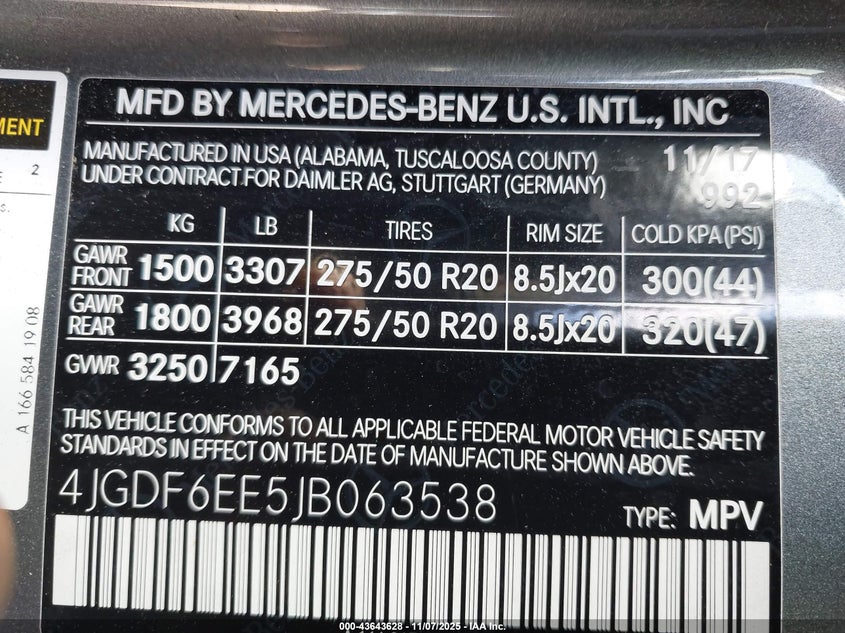 MFD BY MERCEDES-BENZ U.S. INTL., INC
MANUFACTURED IN USA (ALABAMA, TUSCALOOSA COUNTY) 11/17
UNDER CONTRACT FOR DAIMLER AG, STUTTGART (GERMANY) 992
KG LB TIRES RIM SIZE COLD KPA (PSI)
GAWR FRONT 1500 3307 275/50 R20 8.5Jx20 300(44)
GAWR REAR 1800 3968 275/50 R20 8.5Jx20 320(47)
GVWR 3250 7165
THIS VEHICLE CONFORMS TO ALL APPLICABLE FEDERAL MOTOR VEHICLE SAFETY
STANDARDS IN EFFECT ON THE DATE OF MANUFACTURE SHOWN ABOVE.
4JGDF6EE5JB063538
TYPE: MPV
MENT
2
A 166 584 19 08
000-43643628 - 11/07/2025 - IAA Inc.